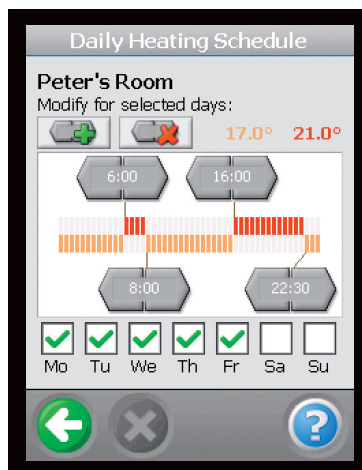 Daily Heating Schedule
Peter's Room
Modify for selected days:
17.0° 21.0°
6:00 16:00
8:00 22:30
Mo Tu We Th Fr Sa Su
?